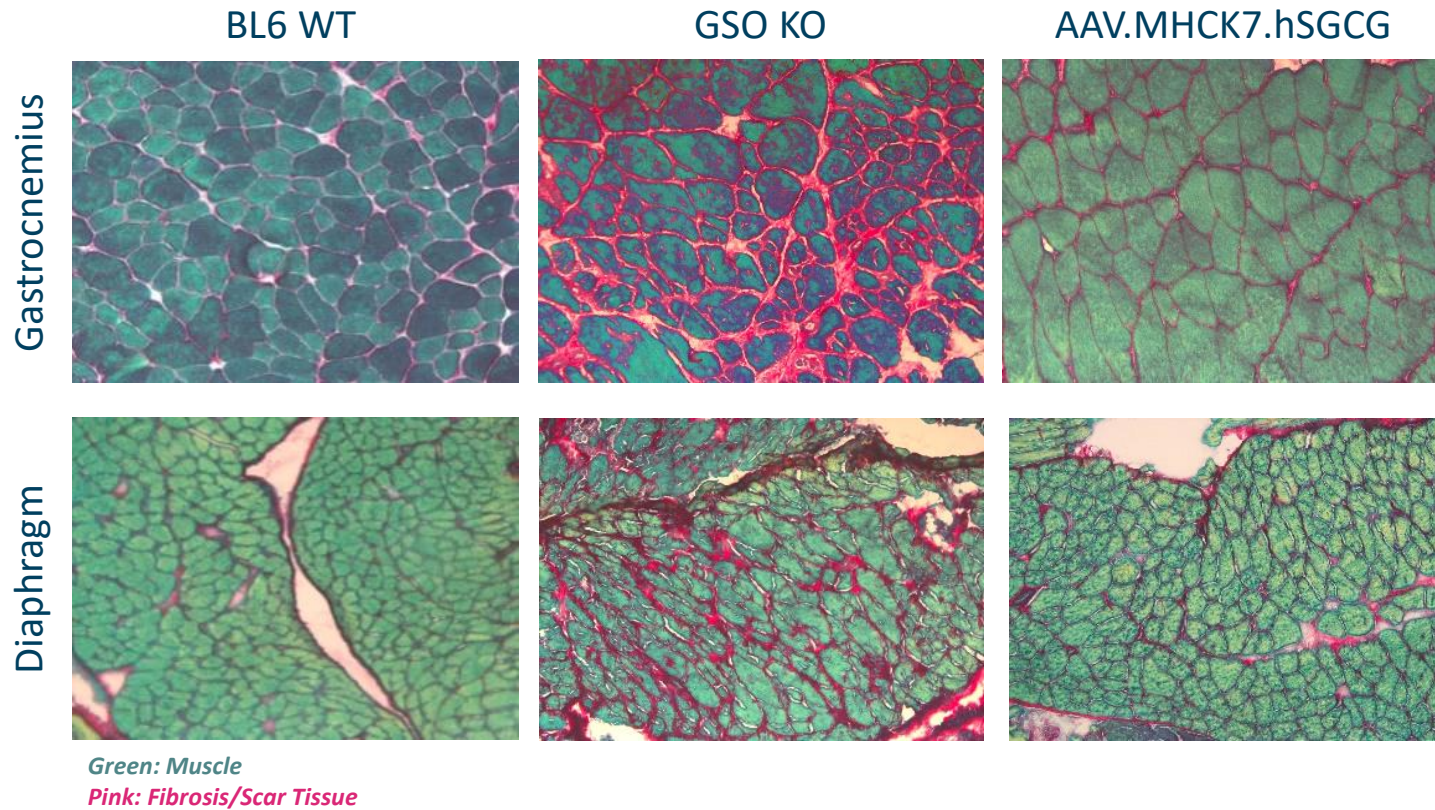 BL6 WT
GSO KO
AAV.MHCK7.hSGCG
Gastrocnemius
Diaphragm
Green: Muscle
Pink: Fibrosis/Scar Tissue